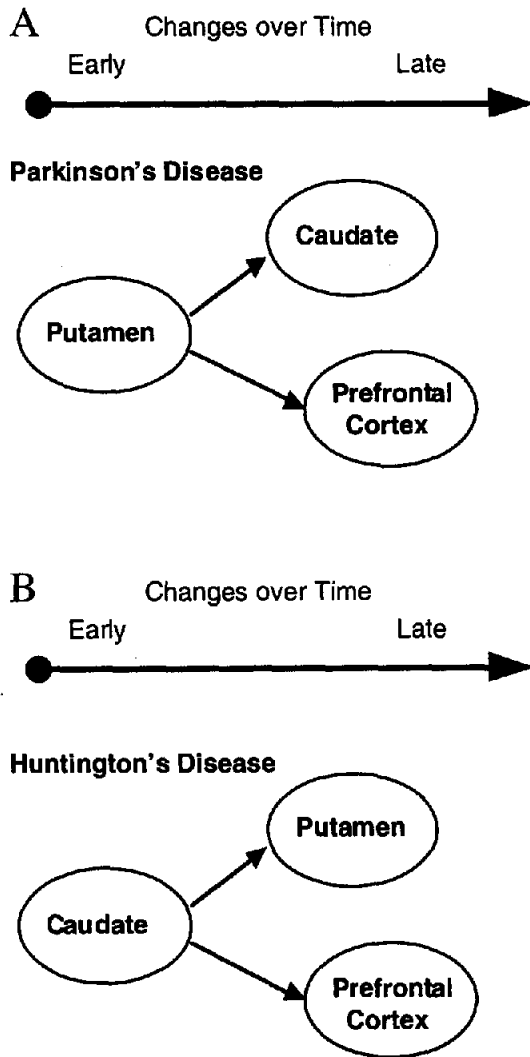 A
Changes over Time
Early Late
Parkinson's Disease
Caudate
Putamen
Prefrontal
Cortex
B
Changes over Time
Early Late
Huntington's Disease
Putamen
Caudate
Prefrontal
Cortex